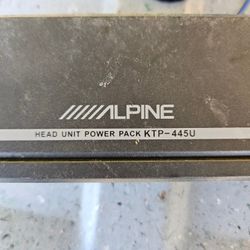 ALPINE
HEAD UNIT POWER PACK KTP-445U